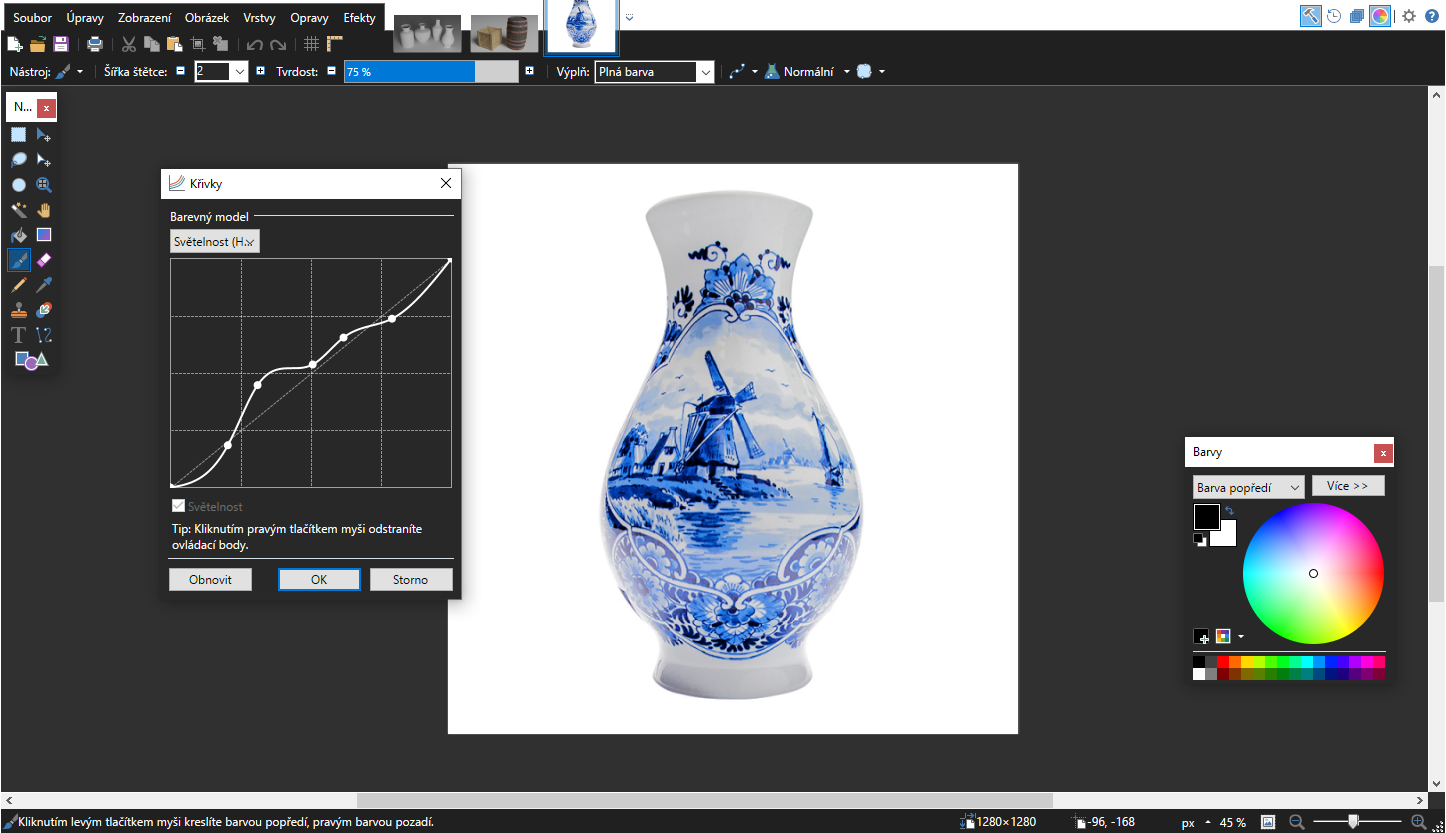 Soubor Úpravy Zobrazení Obrázek Vrstvy Opravy Efekty
Nástroj: Šířka štětce: 2 Tvrdost: 75 % Výplň: Plná barva Normální
N...
Křivky
Barevný model
Světelnost (H...
Světelnost
Tip: Kliknutím pravým tlačítkem myši odstraníte
ovládací body.
Obnovit OK Storno
Barvy
Barva popředí Více >>
Kliknutím levým tlačítkem myši kreslíte barvou popředí, pravým barvou pozadí. 1280×1280 -96, -168 px 45 %